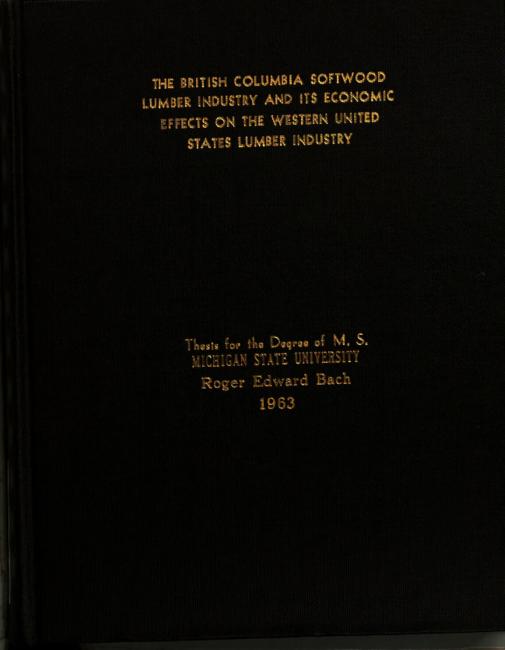 THE BRITISH COLUMBIA SOFTWOOD
LUMBER INDUSTRY AND ITS ECONOMIC
EFFECTS ON THE WESTERN UNITED
STATES LUMBER INDUSTRY
Thesis for the Degree of M. S.
MICHIGAN STATE UNIVERSITY
Roger Edward Bach
1963